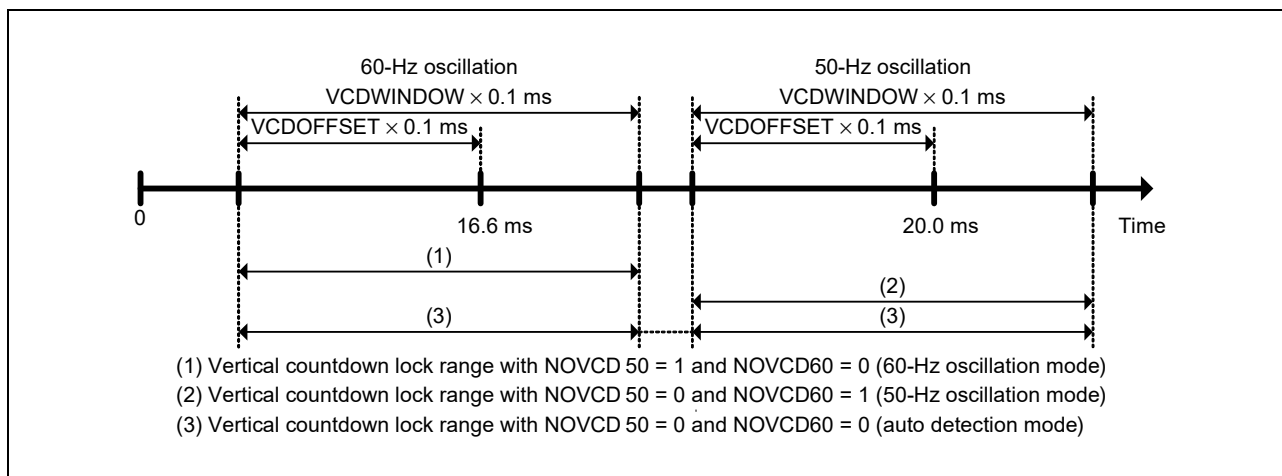 60-Hz oscillation 50-Hz oscillation
VCDWINDOW × 0.1 ms VCDWINDOW × 0.1 ms
VCDOFFSET × 0.1 ms VCDOFFSET × 0.1 ms
0 16.6 ms 20.0 ms Time
(1)
(2)
(3) (3)
(1) Vertical countdown lock range with NOVCD 50 = 1 and NOVCD60 = 0 (60-Hz oscillation mode)
(2) Vertical countdown lock range with NOVCD 50 = 0 and NOVCD60 = 1 (50-Hz oscillation mode)
(3) Vertical countdown lock range with NOVCD 50 = 0 and NOVCD60 = 0 (auto detection mode)